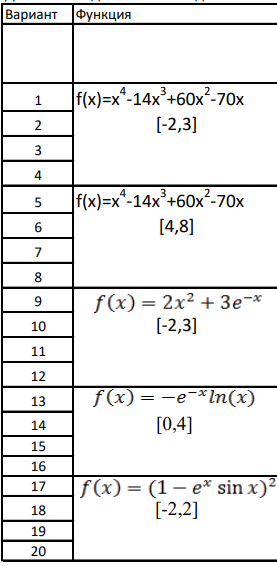 Вариант Функция
1 f(x)=x⁴-14x³+60x²-70x
2 [-2,3]
3
4
5 f(x)=x⁴-14x³+60x²-70x
6 [4,8]
7
8
9 f(x) = 2x² + 3e⁻ˣ
10 [-2,3]
11
12
13 f(x) = −e⁻ˣln(x)
14 [0,4]
15
16
17 f(x) = (1 − eˣ sin x)²
18 [-2,2]
19
20